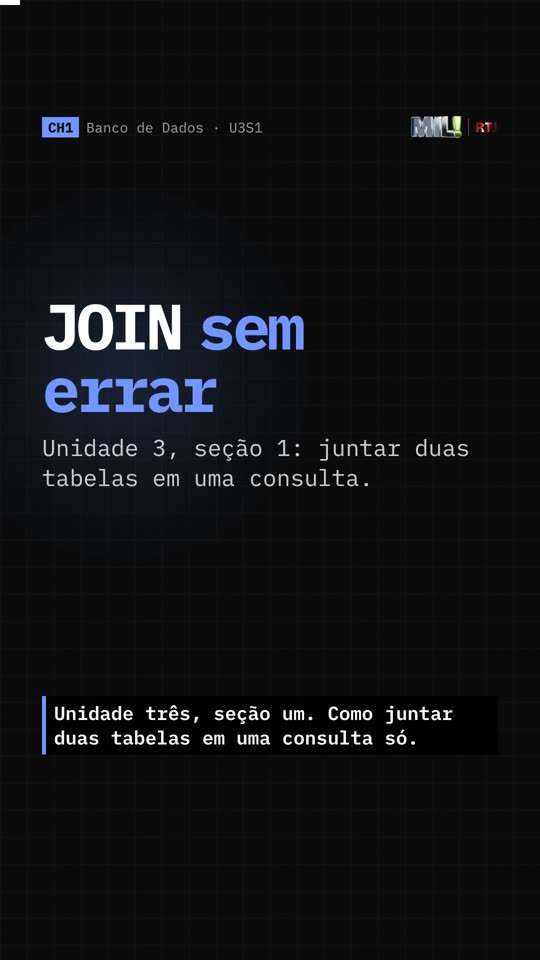 CH1 Banco de Dados · U3S1
MIL! RT!
JOIN sem
errar
Unidade 3, seção 1: juntar duas
tabelas em uma consulta.
Unidade três, seção um. Como juntar
duas tabelas em uma consulta só.